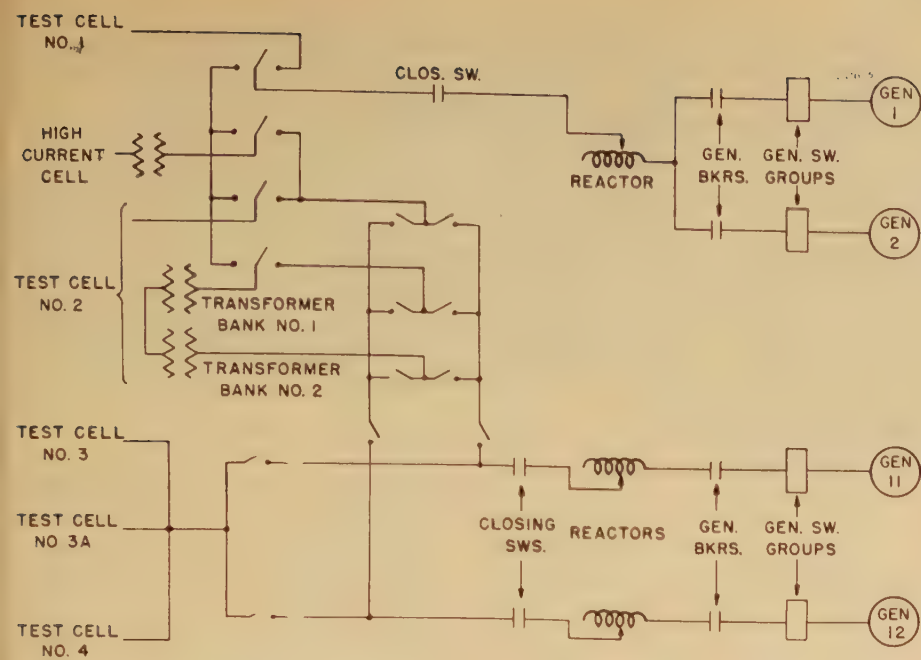 TEST CELL
NO. 1
CLOS. SW.
GEN
1
HIGH
CURRENT
CELL
REACTOR
GEN.
BKRS.
GEN. SW.
GROUPS
GEN
2
TEST CELL
NO. 2
TRANSFORMER
BANK NO. 1
TRANSFORMER
BANK NO. 2
TEST CELL
NO. 3
GEN
11
TEST CELL
NO 3A
CLOSING
SWS.
REACTORS
GEN.
BKRS.
GEN. SW.
GROUPS
TEST CELL
NO. 4
GEN
12